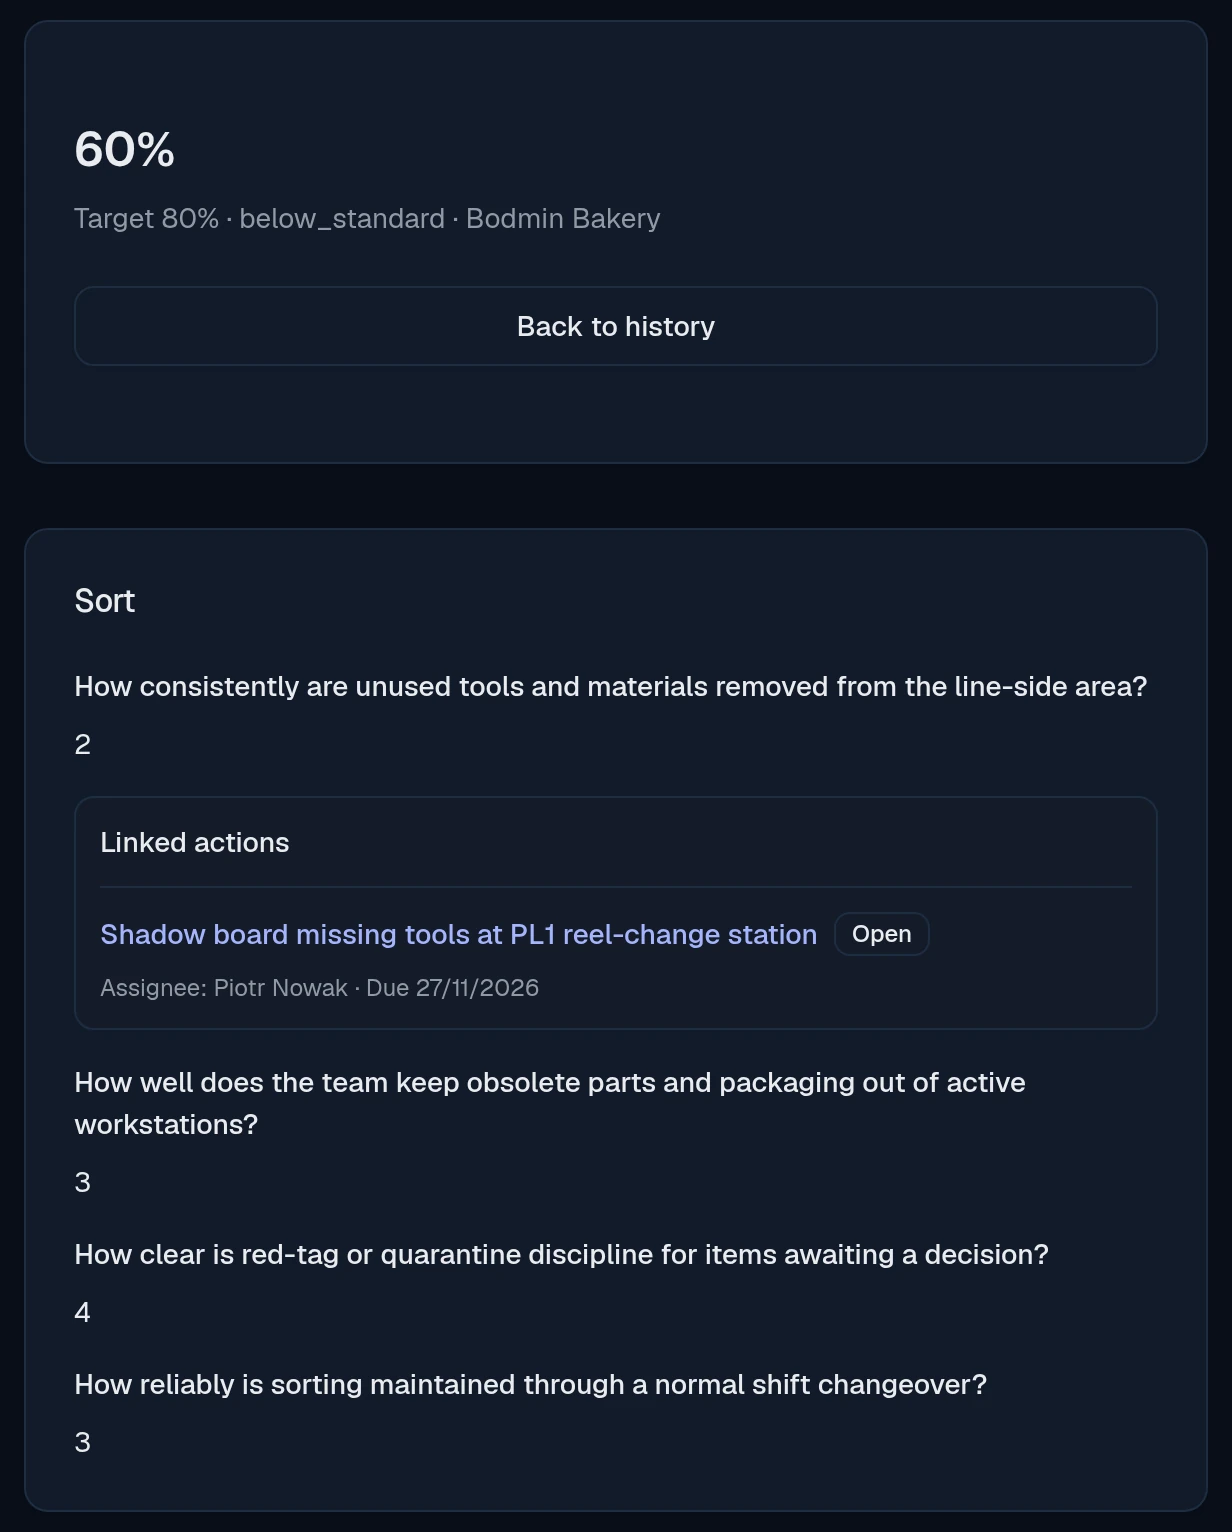 60%
Target 80% · below_standard · Bodmin Bakery
Back to history
Sort
How consistently are unused tools and materials removed from the line-side area?
2
Linked actions
Shadow board missing tools at PL1 reel-change station Open
Assignee: Piotr Nowak · Due 27/11/2026
How well does the team keep obsolete parts and packaging out of active
workstations?
3
How clear is red-tag or quarantine discipline for items awaiting a decision?
4
How reliably is sorting maintained through a normal shift changeover?
3